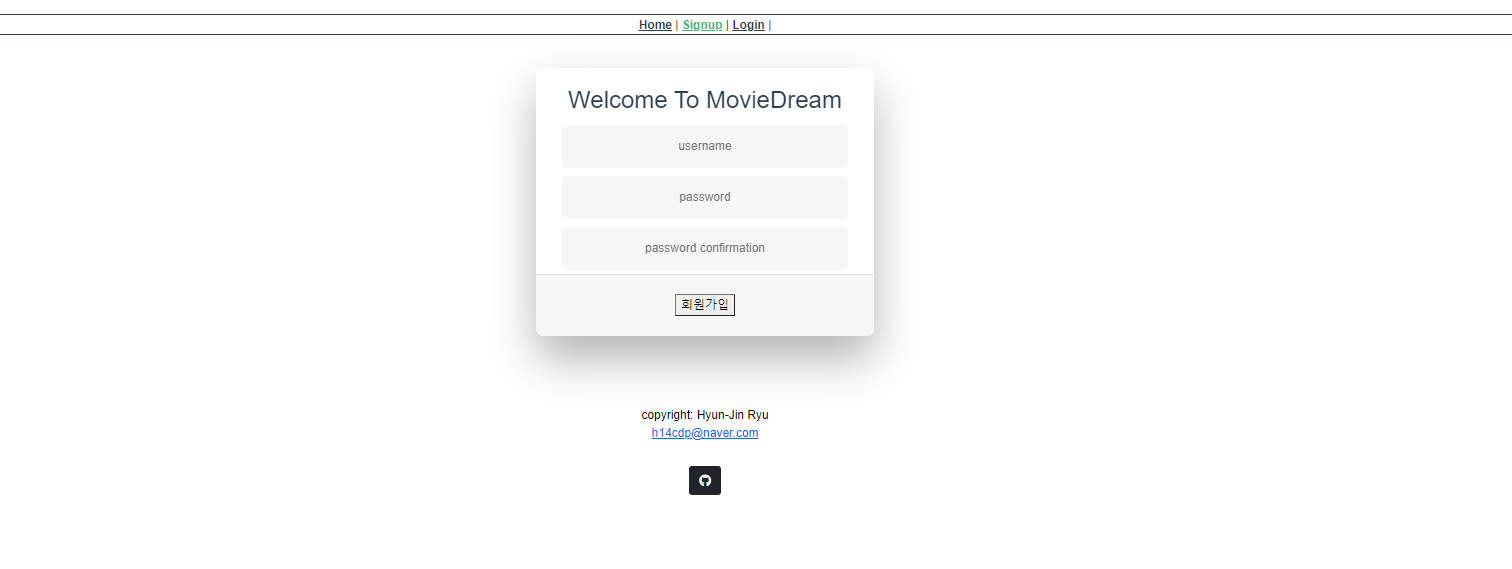 Home | Signup | Login |
Welcome To MovieDream
username
password
password confirmation
회원가입
copyright: Hyun-Jin Ryu
h14cdp@naver.com